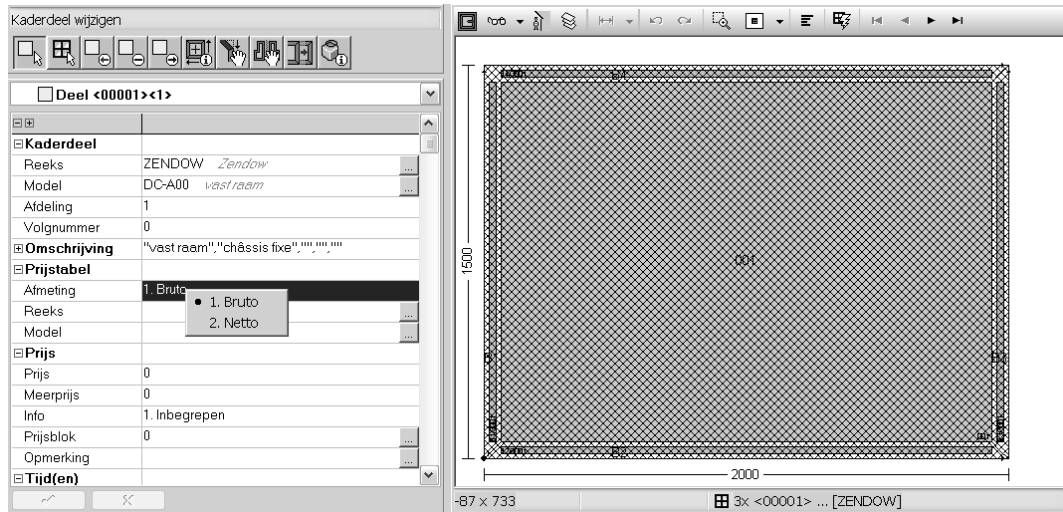 Kaderdeel wijzigen
Deel <00001><1>
Kaderdeel
Reeks ZENDOW Zendow ...
Model DC-A00 vast raam ...
Afdeling 1
Volgnummer 0
Omschrijving "vast raam","châssis fixe","","",""
Prijstabel
Afmeting 1. Bruto
1. Bruto
2. Netto
Reeks ...
Model ...
Prijs
Prijs 0
Meerprijs 0
Info 1. Inbegrepen
Prijsblok 0 ...
Opmerking ...
Tijd(en)
1500
001
2000
-87 x 733
3x <00001> ... [ZENDOW]